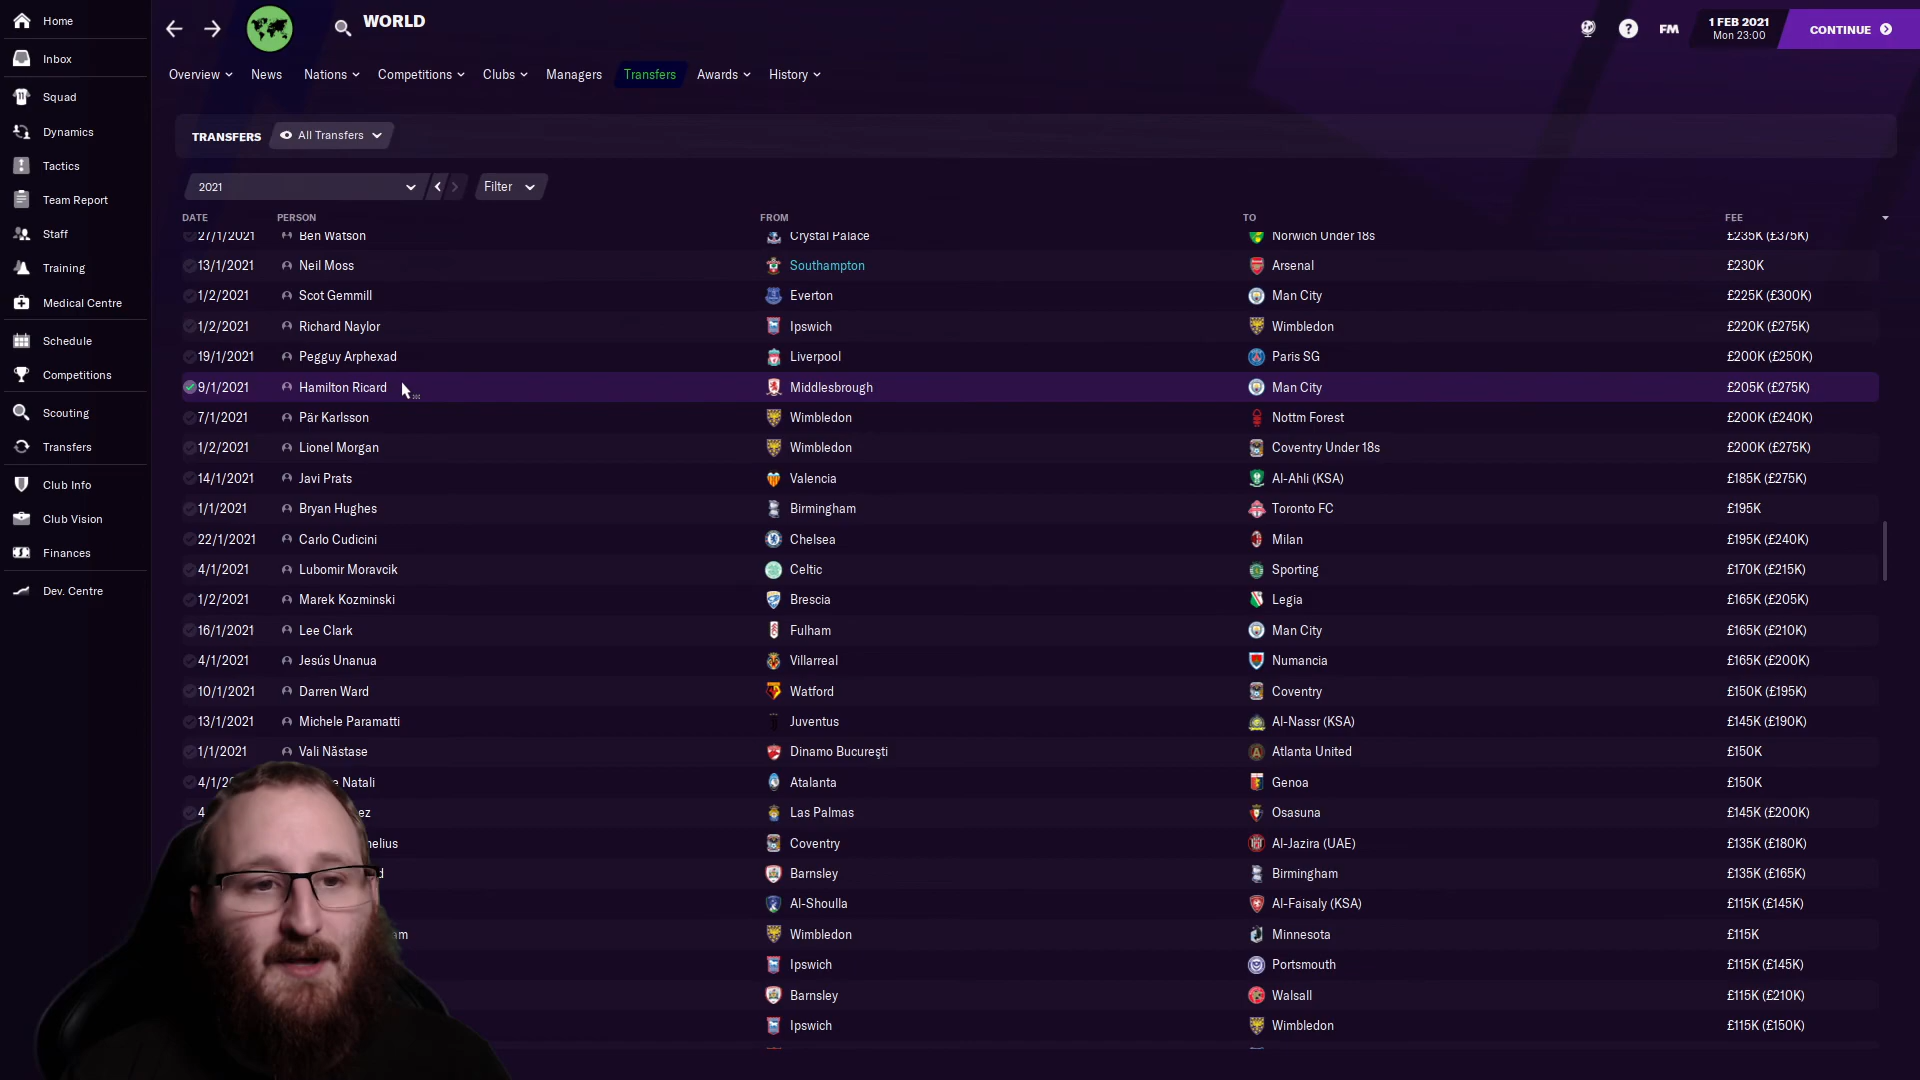 Home
Inbox
Squad
Dynamics
Tactics
Team Report
Staff
Training
Medical Centre
Schedule
Competitions
Scouting
Transfers
Club Info
Club Vision
Finances
Dev. Centre
WORLD
FM
1 FEB 2021
Mon 23:00
CONTINUE
Overview News Nations Competitions Clubs Managers Transfers Awards History
TRANSFERS All Transfers
2021 Filter
DATE PERSON FROM TO FEE
27/1/2021 Ben Watson Crystal Palace Norwich Under 18s £235K (£375K)
13/1/2021 Neil Moss Southampton Arsenal £230K
1/2/2021 Scot Gemmill Everton Man City £225K (£300K)
1/2/2021 Richard Naylor Ipswich Wimbledon £220K (£275K)
19/1/2021 Pegguy Arphexad Liverpool Paris SG £200K (£250K)
9/1/2021 Hamilton Ricard Middlesbrough Man City £205K (£275K)
7/1/2021 Pär Karlsson Wimbledon Nottm Forest £200K (£240K)
1/2/2021 Lionel Morgan Wimbledon Coventry Under 18s £200K (£275K)
14/1/2021 Javi Prats Valencia Al-Ahli (KSA) £185K (£275K)
1/1/2021 Bryan Hughes Birmingham Toronto FC £195K
22/1/2021 Carlo Cudicini Chelsea Milan £195K (£240K)
4/1/2021 Lubomir Moravcik Celtic Sporting £170K (£215K)
1/2/2021 Marek Kozminski Brescia Legia £165K (£205K)
16/1/2021 Lee Clark Fulham Man City £165K (£210K)
4/1/2021 Jesús Unanua Villarreal Numancia £165K (£200K)
10/1/2021 Darren Ward Watford Coventry £150K (£195K)
13/1/2021 Michele Paramatti Juventus Al-Nassr (KSA) £145K (£190K)
1/1/2021 Vali Năstase Dinamo Bucureşti Atlanta United £150K
Natali Atalanta Genoa £150K
Las Palmas Osasuna £145K (£200K)
Coventry Al-Jazira (UAE) £135K (£180K)
Barnsley Birmingham £135K (£165K)
Al-Shoulla Al-Faisaly (KSA) £115K (£145K)
Wimbledon Minnesota £115K
Ipswich Portsmouth £115K (£145K)
Barnsley Walsall £115K (£210K)
Ipswich Wimbledon £115K (£150K)